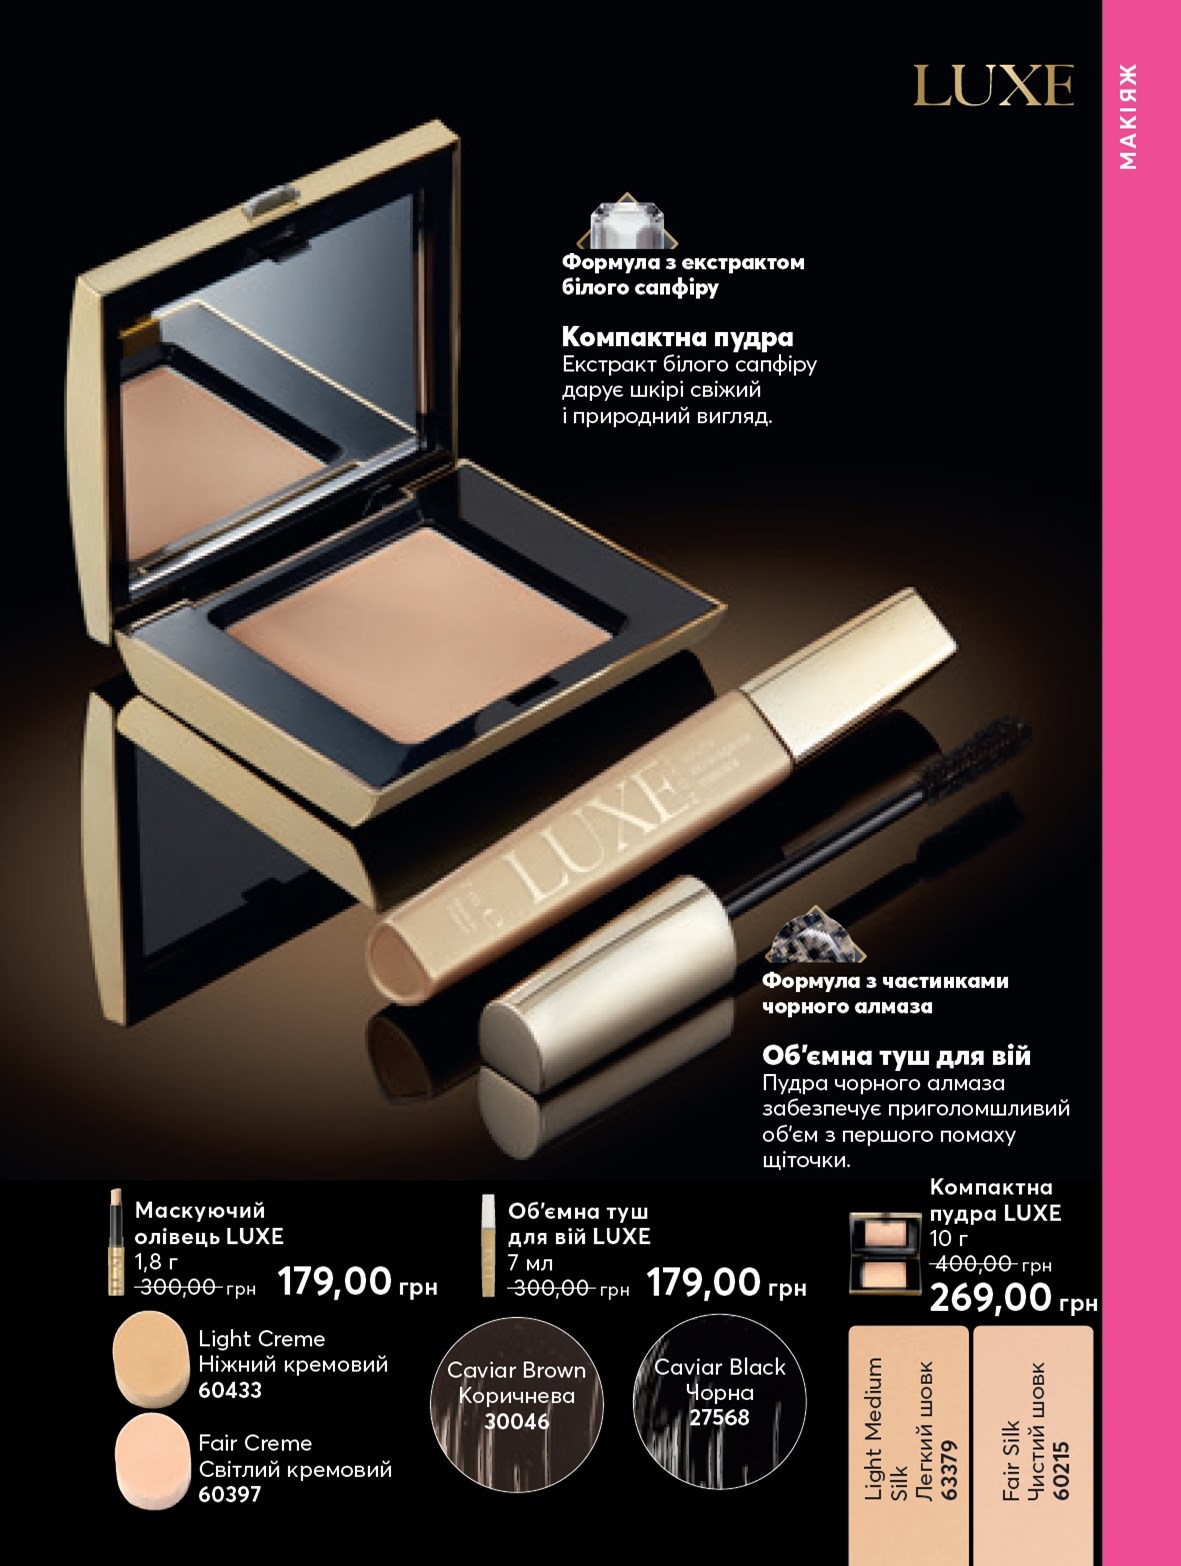 LUXE
МАКІЯЖ
Формула з екстрактом
білого сапфіру
Компактна пудра
Екстракт білого сапфіру
дарує шкірі свіжий
і природний вигляд.
LUXE
Формула з частинками
чорного алмаза
Об’ємна туш для вій
Пудра чорного алмаза
забезпечує приголомшливий
об’єм з першого помаху
щіточки.
Маскуючий
олівець LUXE
1,8 г
300,00 грн 179,00 грн
Light Creme
Ніжний кремовий
60433
Fair Creme
Світлий кремовий
60397
Об’ємна туш
для вій LUXE
7 мл
300,00 грн 179,00 грн
Caviar Brown
Коричнева
30046
Caviar Black
Чорна
27568
Компактна
пудра LUXE
10 г
400,00 грн
269,00 грн
Light Medium
Silk
Легкий шовк
63379
Fair Silk
Чистий шовк
60215